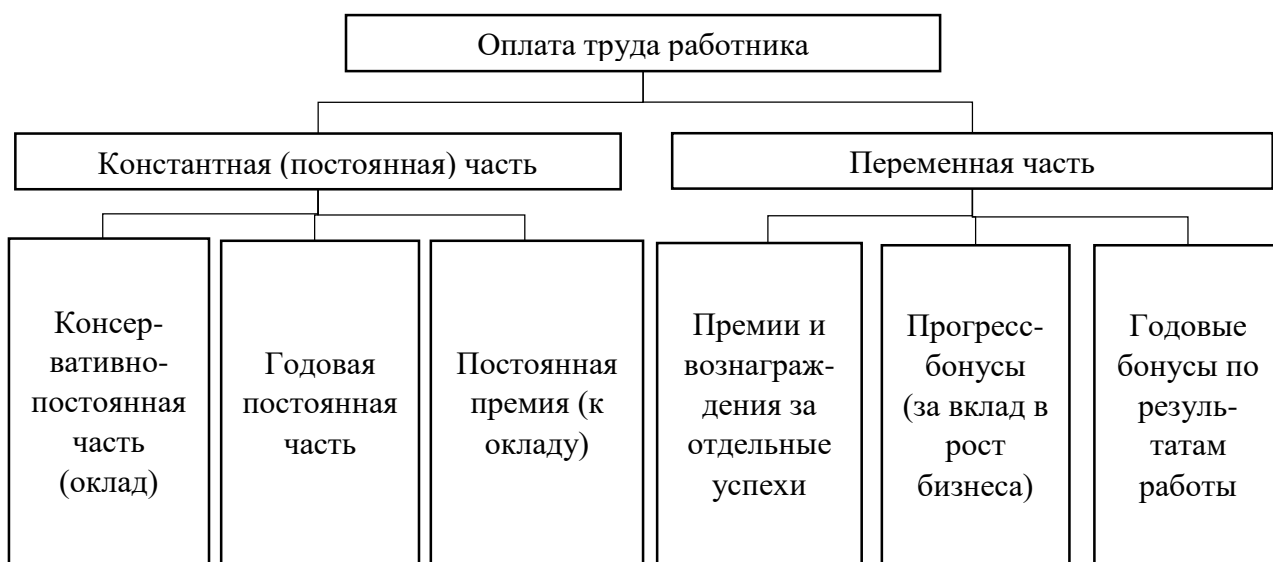 Оплата труда работника
Константная (постоянная) часть
Переменная часть
Консер-
вативно-
постоянная
часть
(оклад)
Годовая
постоянная
часть
Постоянная
премия (к
окладу)
Премии и
вознаграж-
дения за
отдельные
успехи
Прогресс-
бонусы
(за вклад в
рост
бизнеса)
Годовые
бонусы по
резуль-
татам
работы